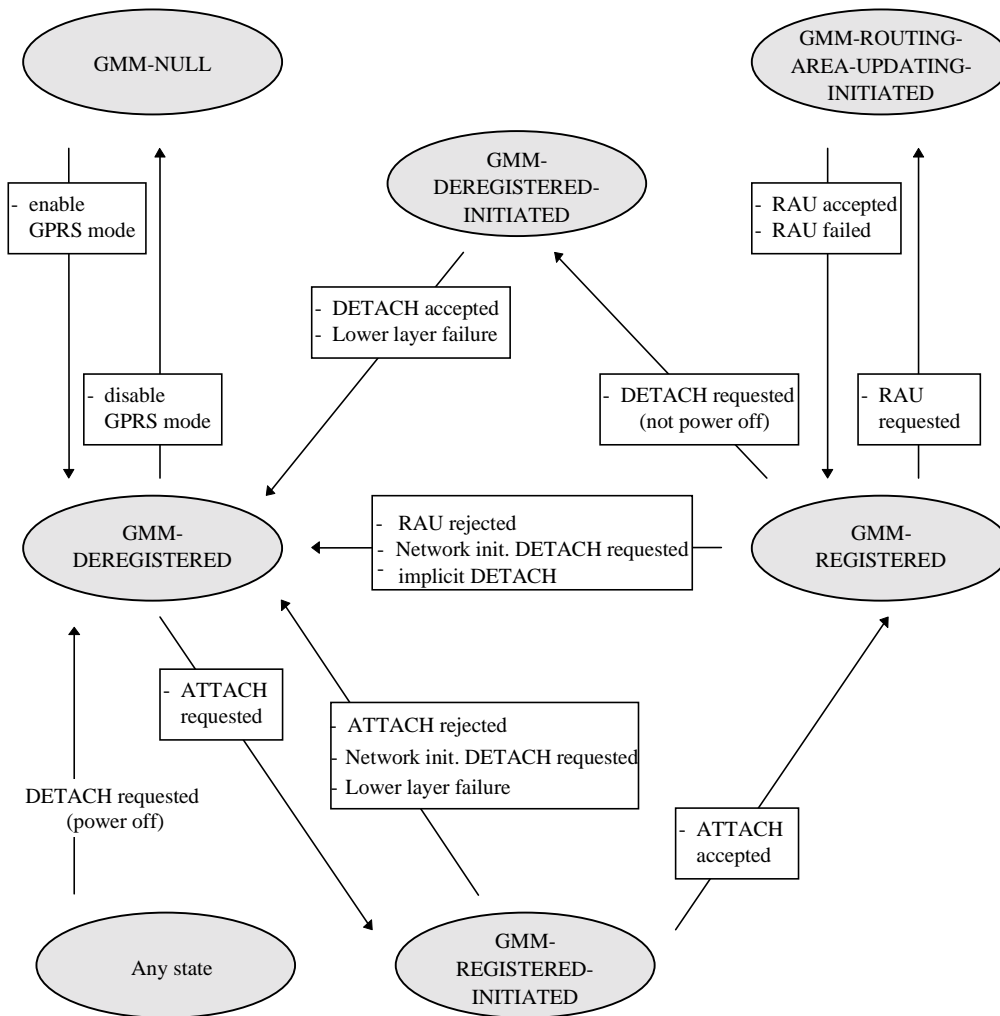 GMM-NULL
GMM-ROUTING-
AREA-UPDATING-
INITIATED
GMM-
DEREGISTERED-
INITIATED
- enable
GPRS mode
- RAU accepted
- RAU failed
- DETACH accepted
- Lower layer failure
- disable
GPRS mode
- DETACH requested
(not power off)
- RAU
requested
GMM-
DEREGISTERED
- RAU rejected
- Network init. DETACH requested
- implicit DETACH
GMM-
REGISTERED
- ATTACH
requested
- ATTACH rejected
- Network init. DETACH requested
- Lower layer failure
DETACH requested
(power off)
- ATTACH
accepted
Any state
GMM-
REGISTERED-
INITIATED